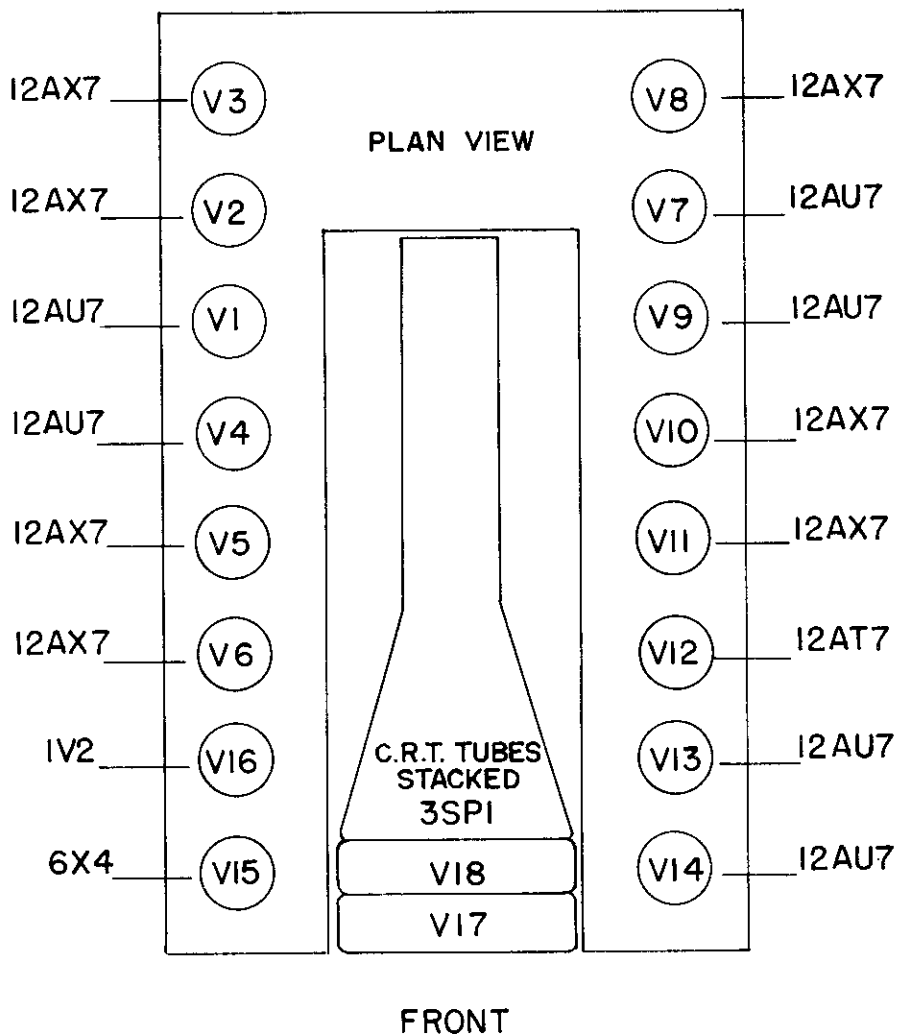 12AX7 V3 V8 12AX7
PLAN VIEW
12AX7 V2 V7 12AU7
12AU7 V1 V9 12AU7
12AU7 V4 V10 12AX7
12AX7 V5 V11 12AX7
12AX7 V6 V12 12AT7
1V2 V16 V13 12AU7
C.R.T. TUBES
STACKED
3SP1
6X4 V15 V14 12AU7
V18
V17
FRONT